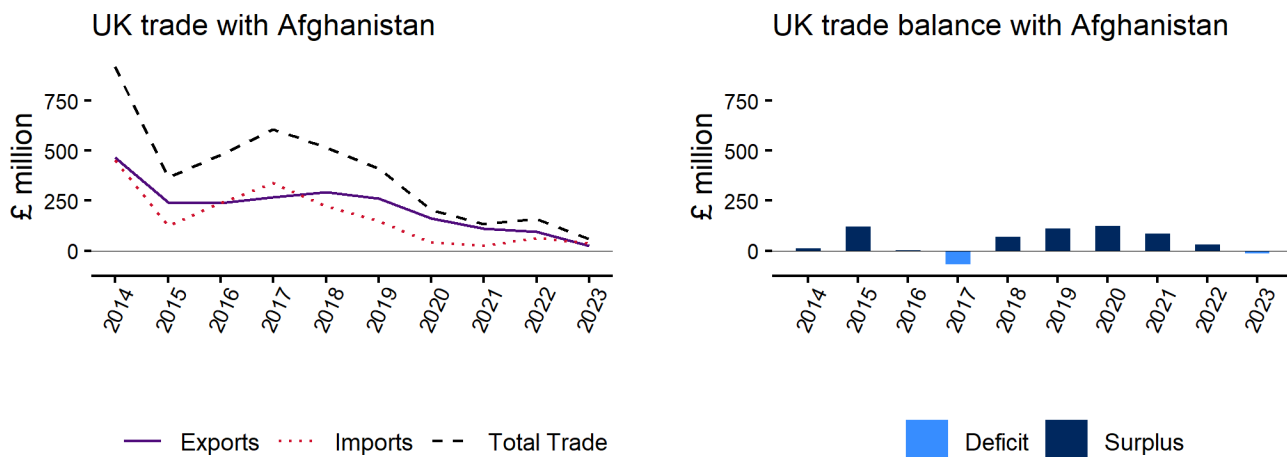 UK trade with Afghanistan
£ million
750
500
250
0
2014 2015 2016 2017 2018 2019 2020 2021 2022 2023
Exports Imports Total Trade
UK trade balance with Afghanistan
£ million
750
500
250
0
2014 2015 2016 2017 2018 2019 2020 2021 2022 2023
Deficit Surplus